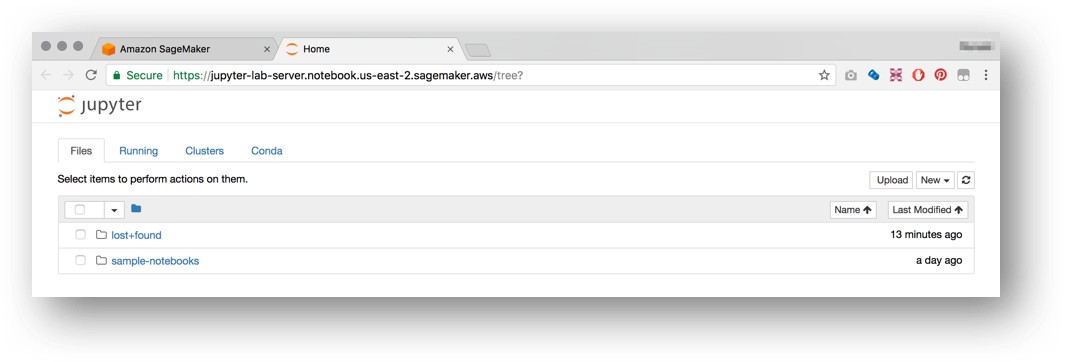 Amazon SageMaker
Home
Secure https://jupyter-lab-server.notebook.us-east-2.sagemaker.aws/tree?
jupyter
Files Running Clusters Conda
Select items to perform actions on them.
Upload New
Name Last Modified
lost+found 13 minutes ago
sample-notebooks a day ago